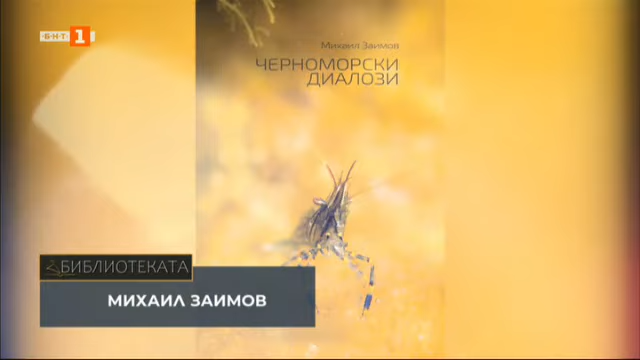 БНТ 1
Михаил Заимов
ЧЕРНОМОРСКИ
ДИАЛОЗИ
БИБЛИОТЕКАТА
МИХАИЛ ЗАИМОВ